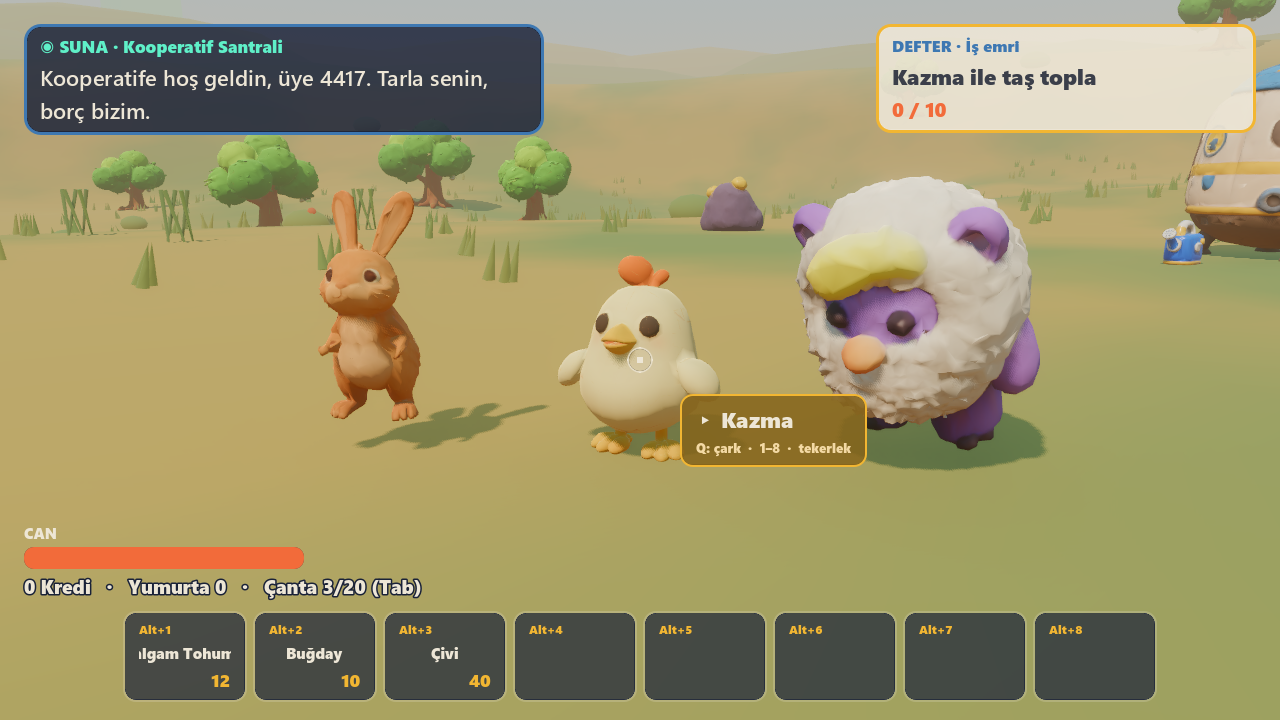 ◉ SUNA · Kooperatif Santrali
Kooperatife hoş geldin, üye 4417. Tarla senin,
borç bizim.
DEFTER · İş emri
Kazma ile taş topla
0 / 10
▸ Kazma
Q: çark · 1–8 · tekerlek
CAN
0 Kredi · Yumurta 0 · Çanta 3/20 (Tab)
Alt+1
12
Alt+2
Buğday
10
Alt+3
Çivi
40
Alt+4
Alt+5
Alt+6
Alt+7
Alt+8